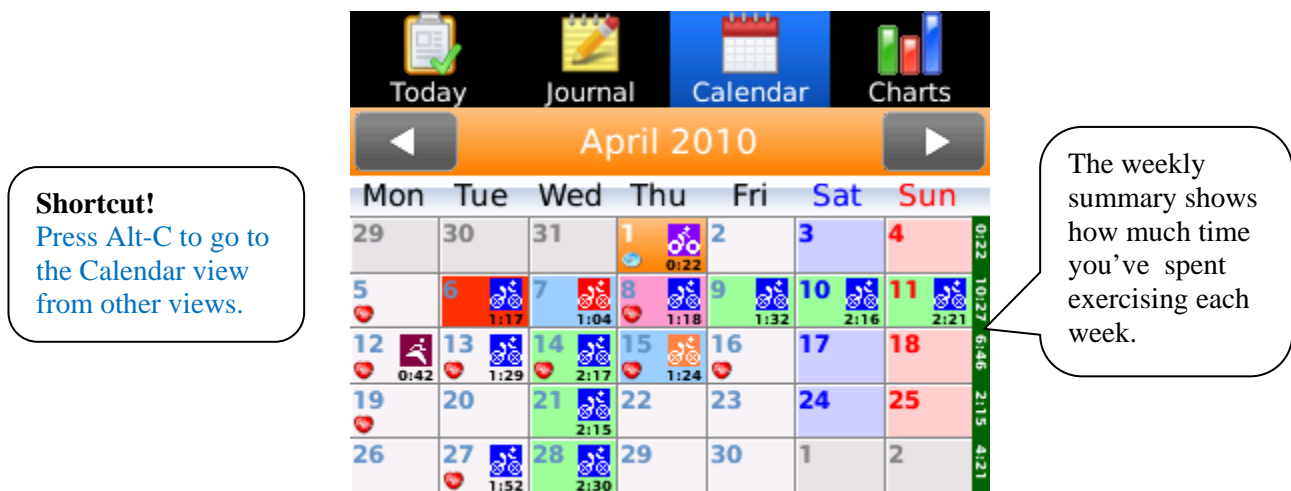 Today Journal Calendar Charts
April 2010
Mon Tue Wed Thu Fri Sat Sun
29 30 31 1 2 3 4 0:22
0:22
5 6 7 8 9 10 11 10:27
1:17 1:04 1:18 1:32 2:16 2:21
12 13 14 15 16 17 18 6:46
0:42 1:29 2:17 1:24
19 20 21 22 23 24 25 2:15
2:15
26 27 28 29 30 1 2 4:21
1:52 2:30
Shortcut!
Press Alt-C to go to
the Calendar view
from other views.
The weekly
summary shows
how much time
you've spent
exercising each
week.